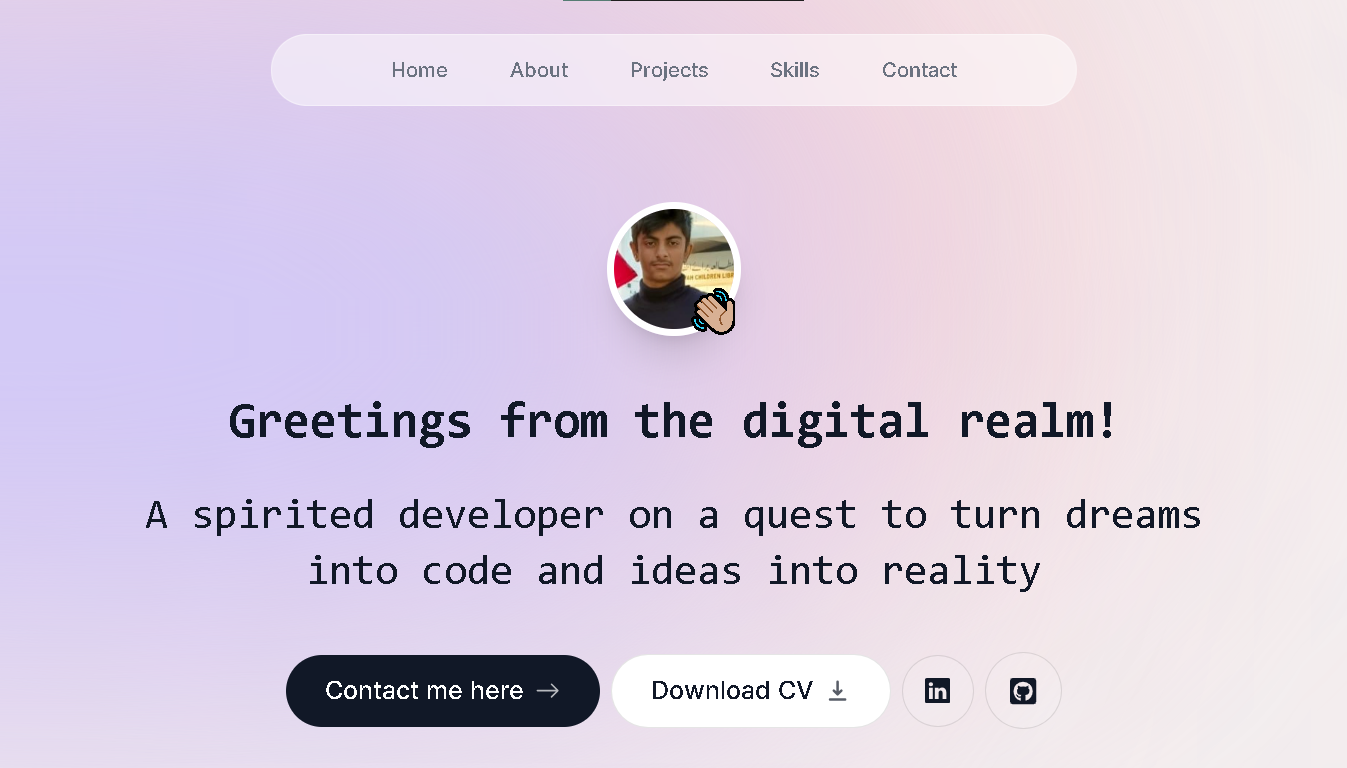 Home About Projects Skills Contact
Greetings from the digital realm!
A spirited developer on a quest to turn dreams
into code and ideas into reality
Contact me here Download CV in